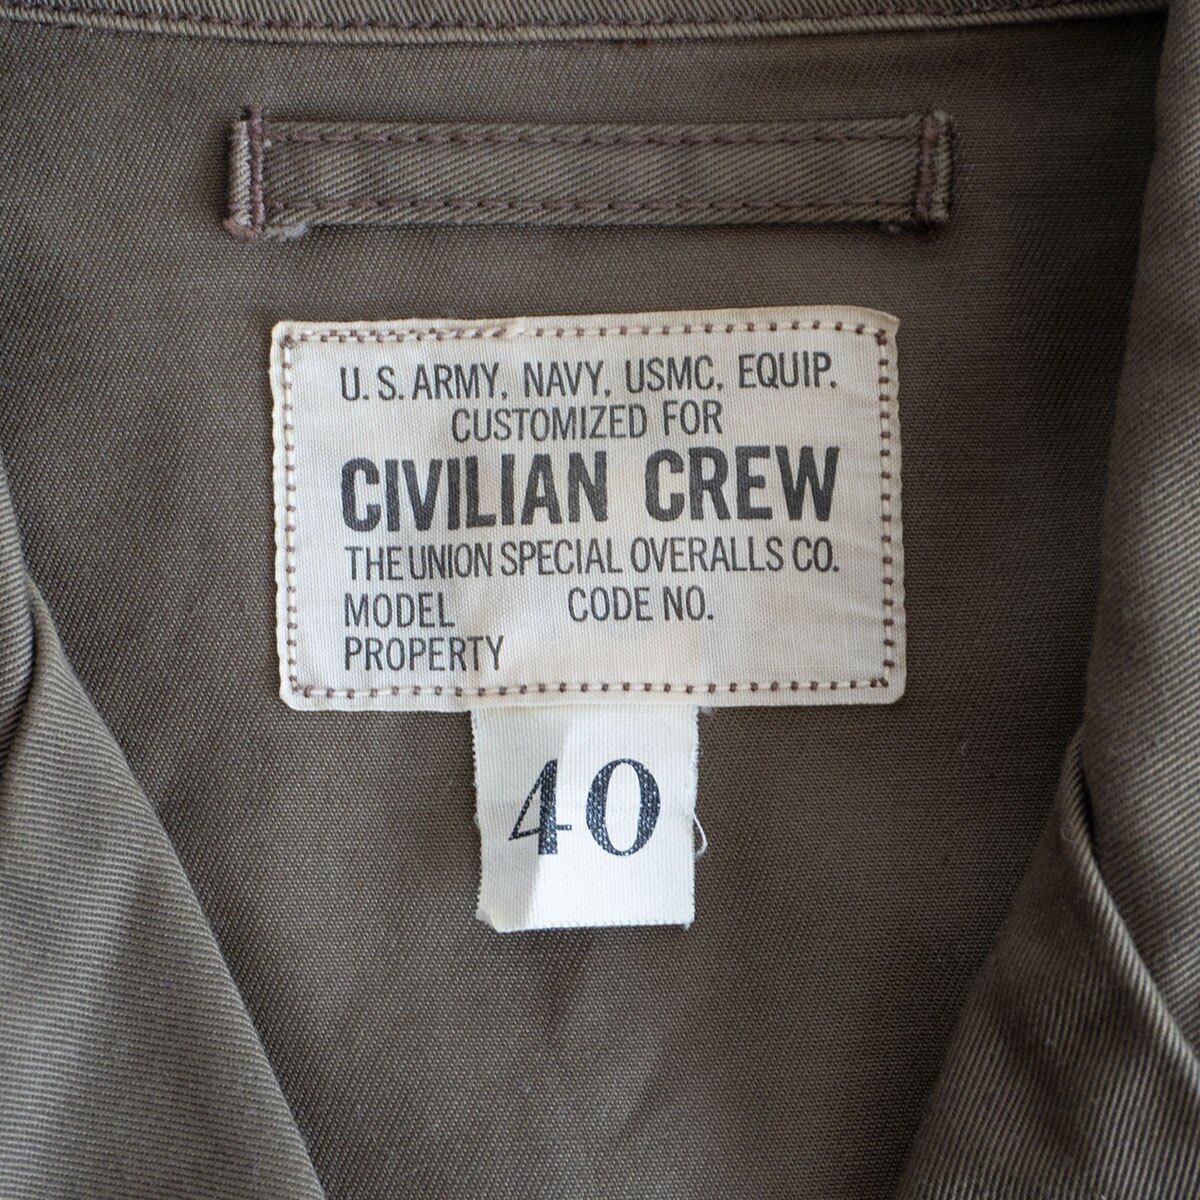 U.S. ARMY, NAVY, USMC, EQUIP.
CUSTOMIZED FOR
CIVILIAN CREW
THE UNION SPECIAL OVERALLS CO.
MODEL CODE NO.
PROPERTY
40